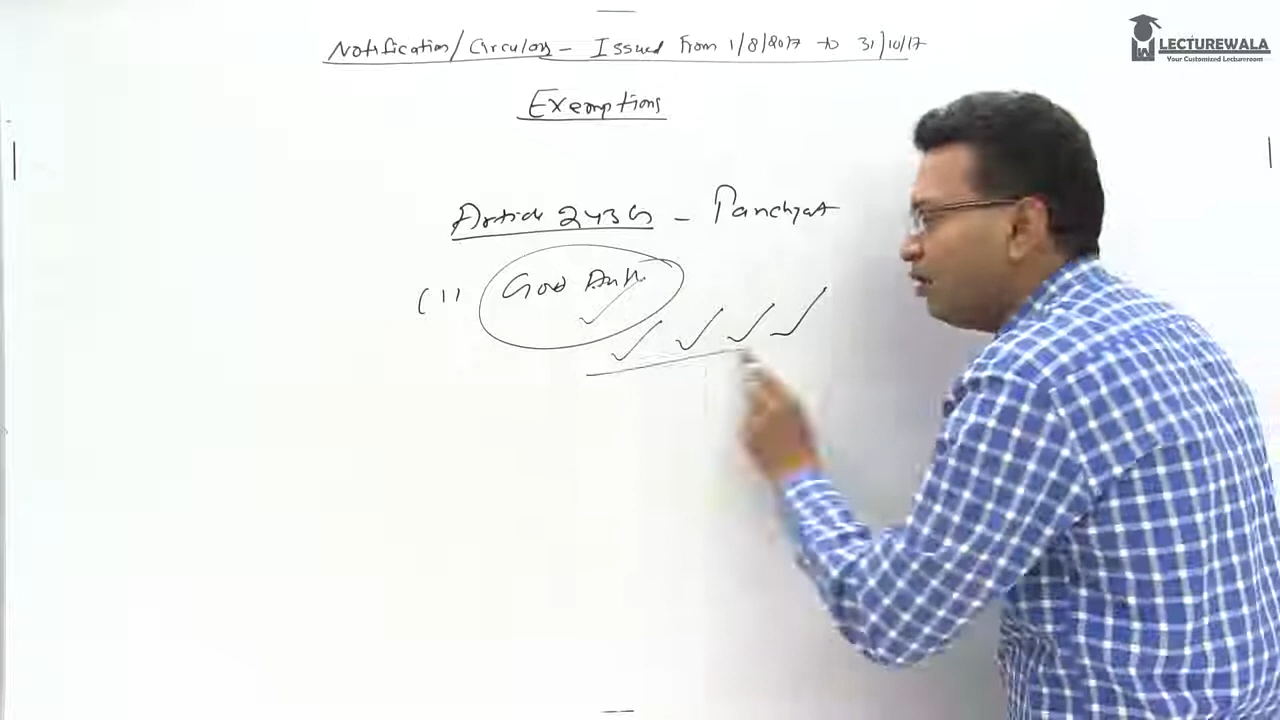 Notification/Circulars - Issued from 1/8/2017 to 31/10/17
LECTUREWALA
Your Customized Lectureroom
Exemptions
Article 243G - Panchyat
(1) Gov Auth.